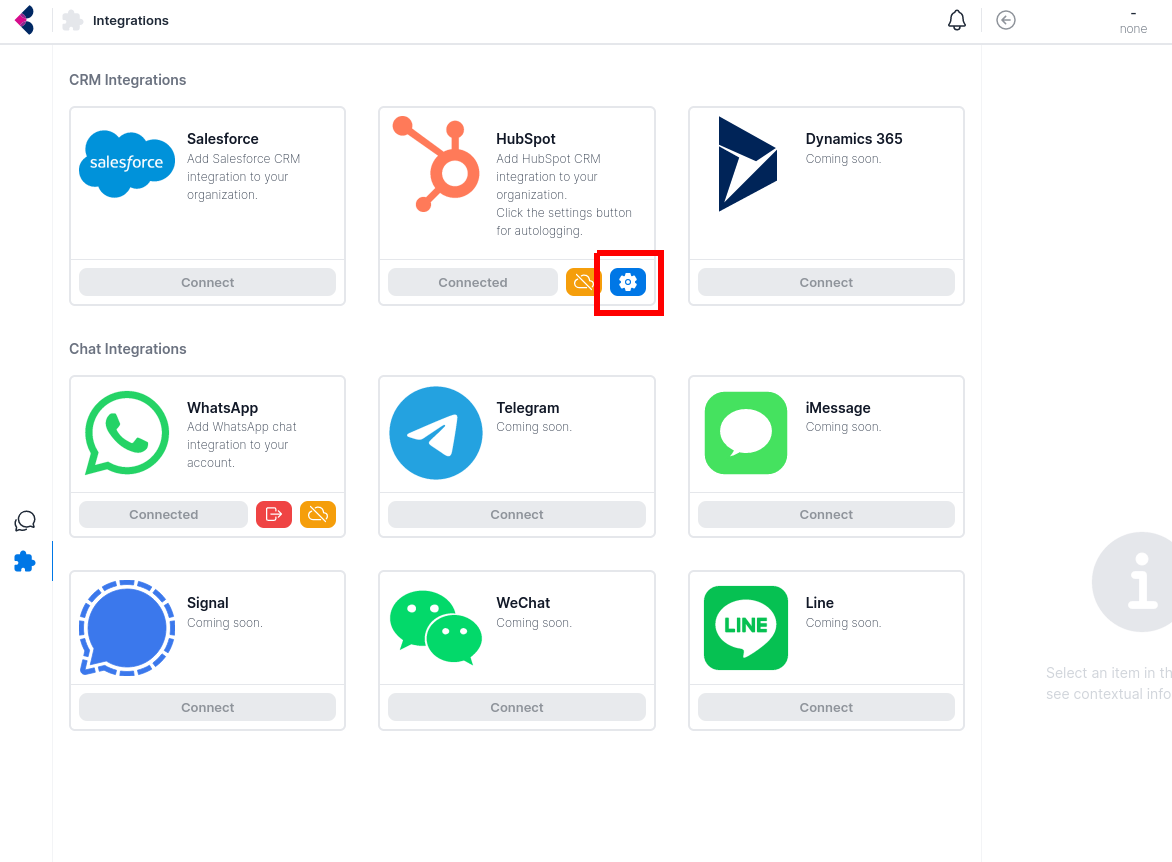 Integrations
-
none
CRM Integrations
salesforce
Salesforce
Add Salesforce CRM
integration to your
organization.
Connect
HubSpot
Add HubSpot CRM
integration to your
organization.
Click the settings button
for autologging.
Connected
Dynamics 365
Coming soon.
Connect
Chat Integrations
WhatsApp
Add WhatsApp chat
integration to your
account.
Connected
Telegram
Coming soon.
Connect
iMessage
Coming soon.
Connect
Signal
Coming soon.
Connect
WeChat
Coming soon.
Connect
LINE
Line
Coming soon.
Connect
Select an item in th
see contextual info